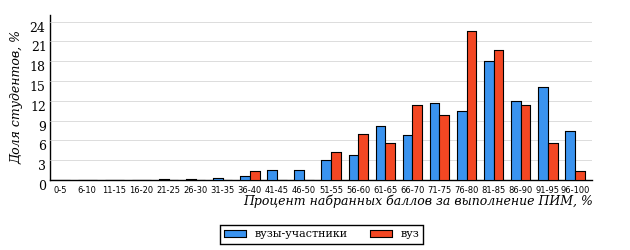 Доля студентов, %
24
21
18
15
12
9
6
3
0
0-5 6-10 11-15 16-20 21-25 26-30 31-35 36-40 41-45 46-50 51-55 56-60 61-65 66-70 71-75 76-80 81-85 86-90 91-95 96-100
Процент набранных баллов за выполнение ПИМ, %
вузы-участники вуз